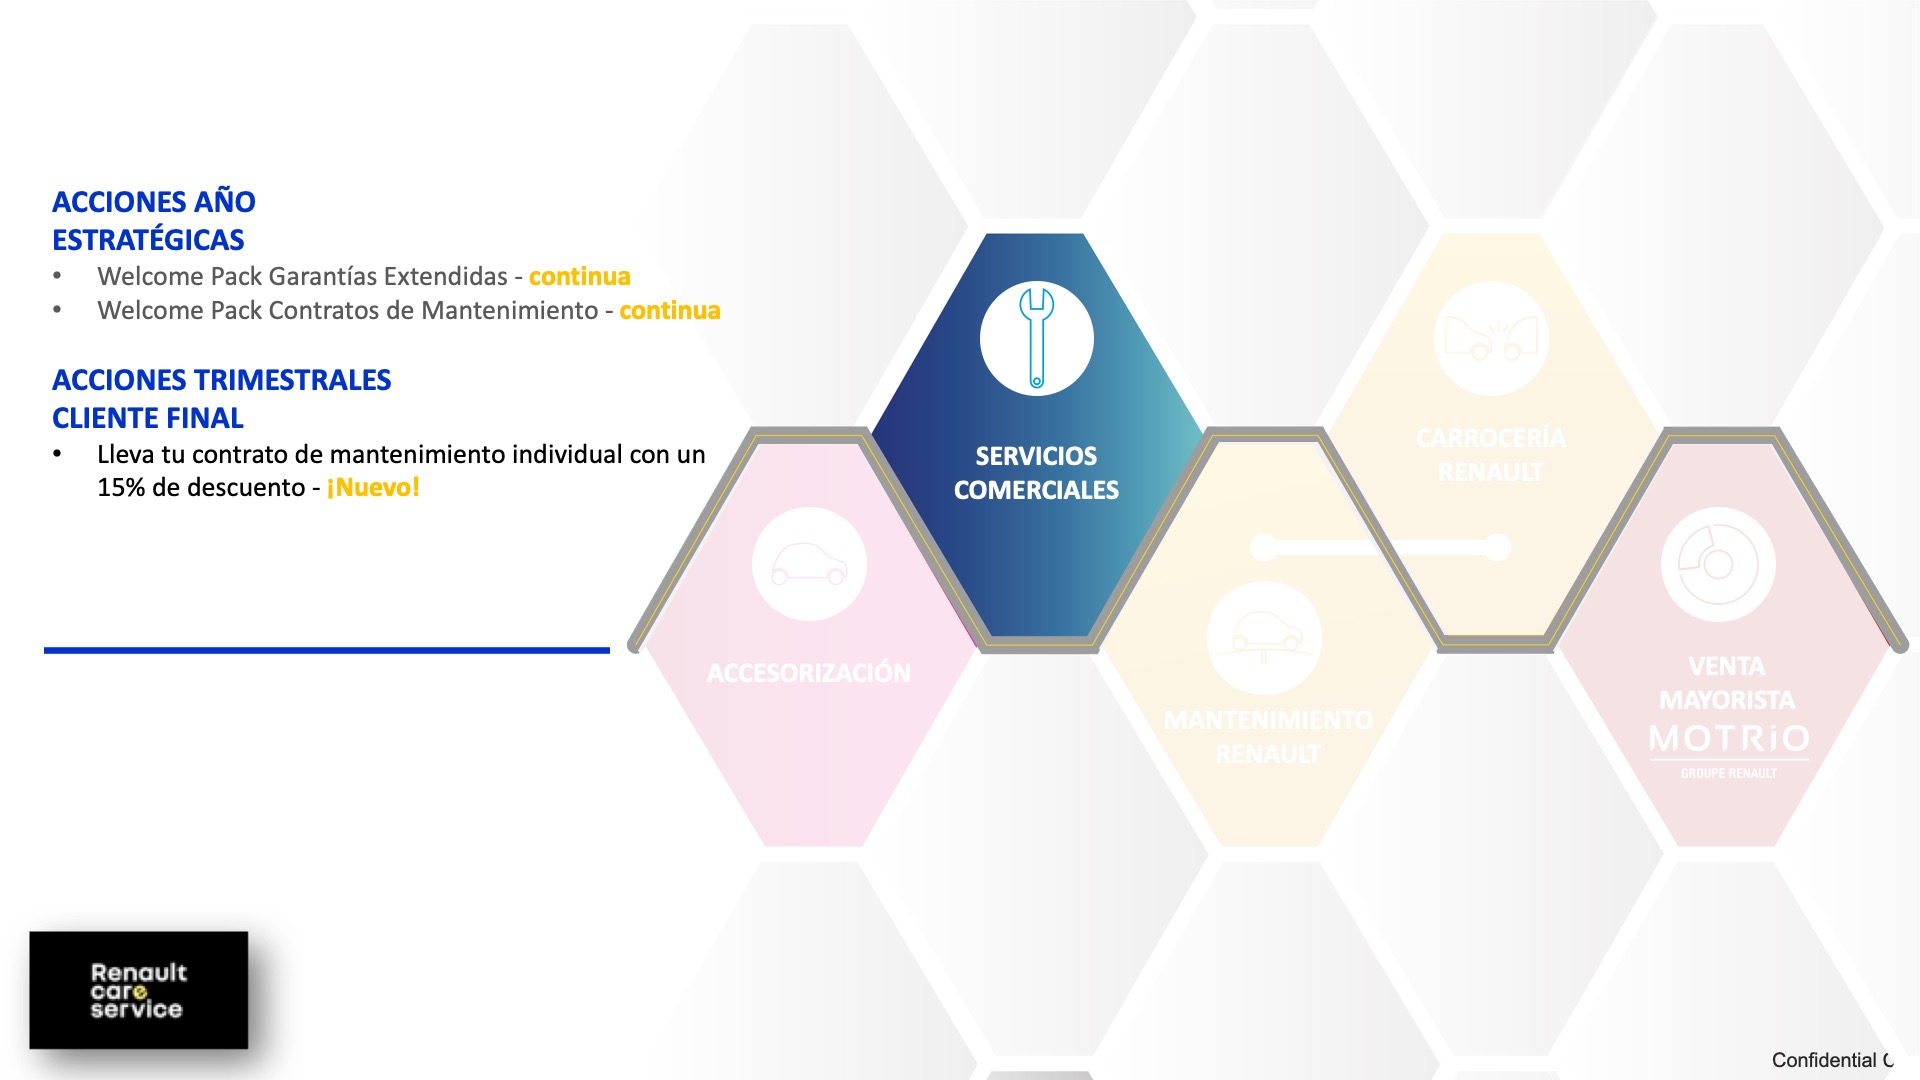 ACCIONES AÑO
ESTRATÉGICAS
• Welcome Pack Garantías Extendidas - continua
• Welcome Pack Contratos de Mantenimiento - continua
ACCIONES TRIMESTRALES
CLIENTE FINAL
• Lleva tu contrato de mantenimiento individual con un
15% de descuento - ¡Nuevo!
SERVICIOS
COMERCIALES
CARROCERÍA
RENAULT
ACCESORIZACIÓN
MANTENIMIENTO
RENAULT
VENTA
MAYORISTA
MOTRiO
GROUPE RENAULT
Renault
care
service
Confidential C